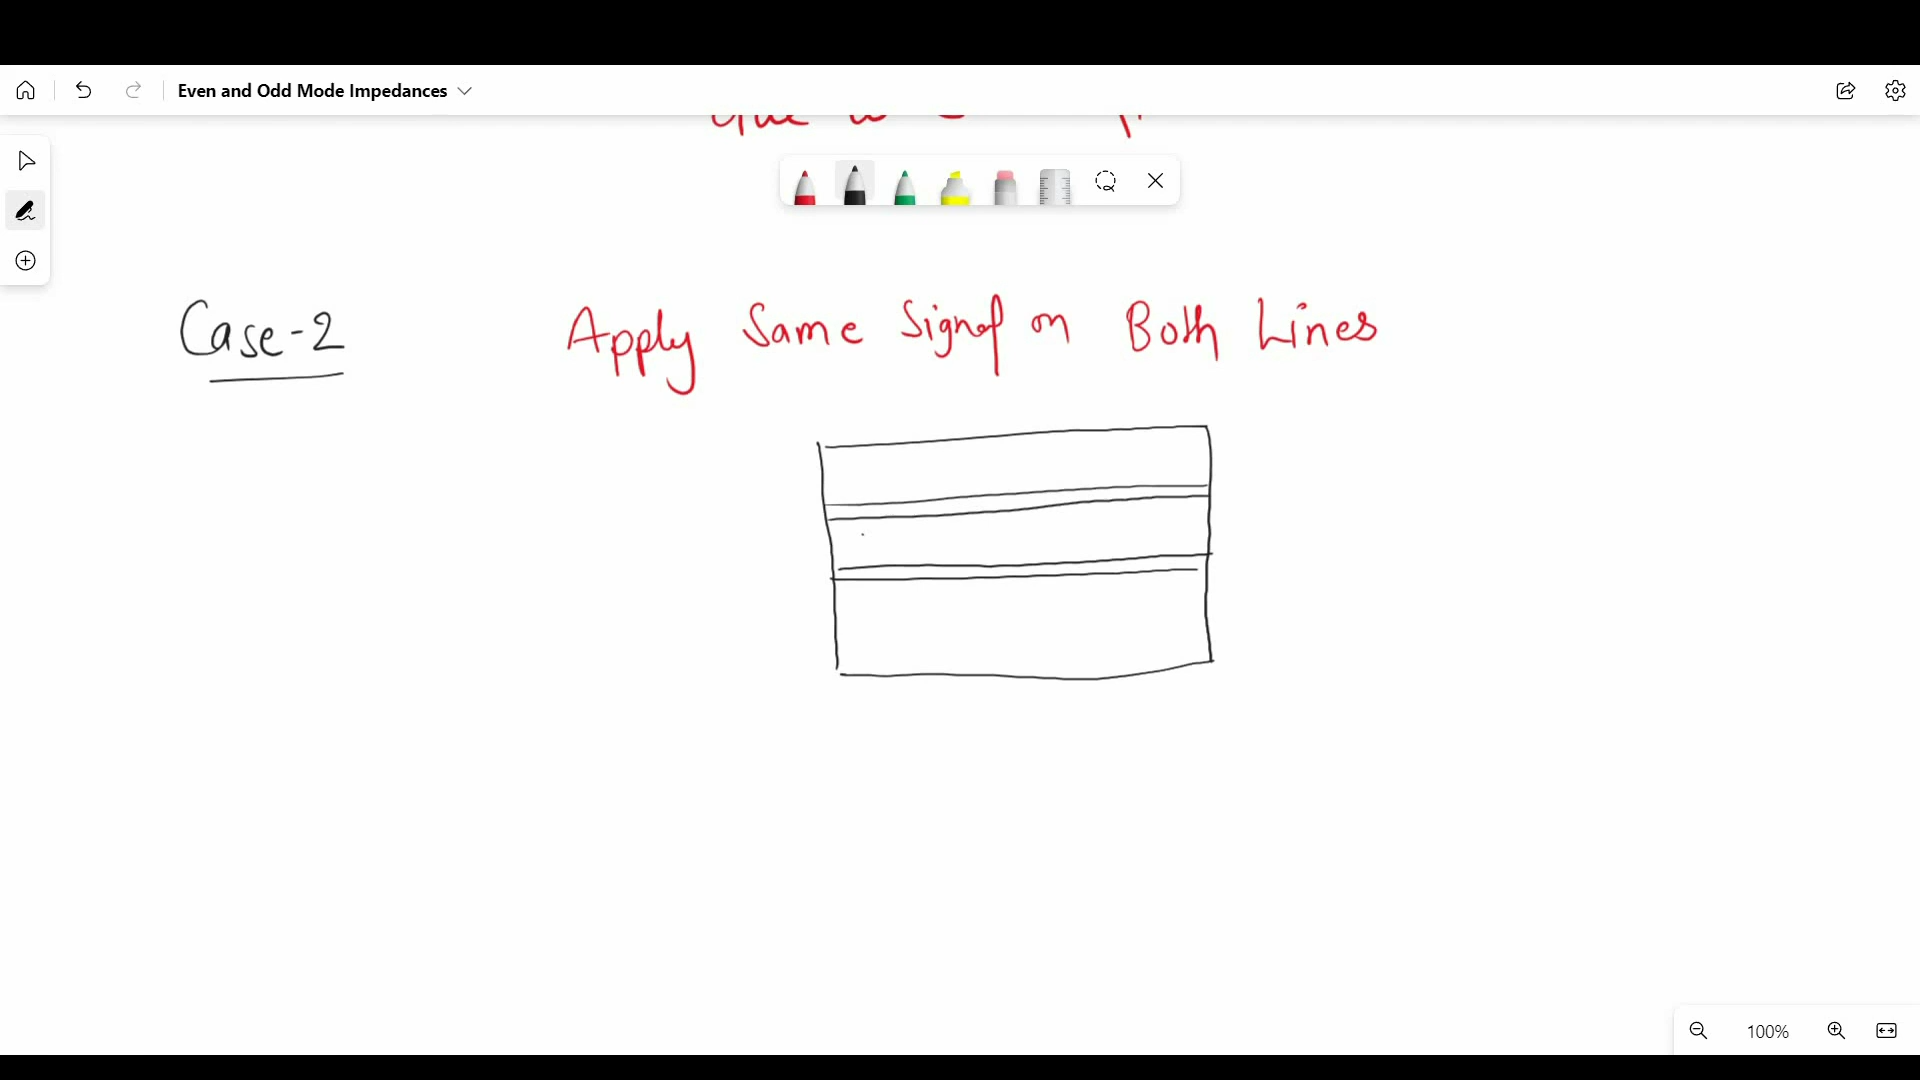 Even and Odd Mode Impedances
Case-2
Apply Same Signal on Both Lines
100%